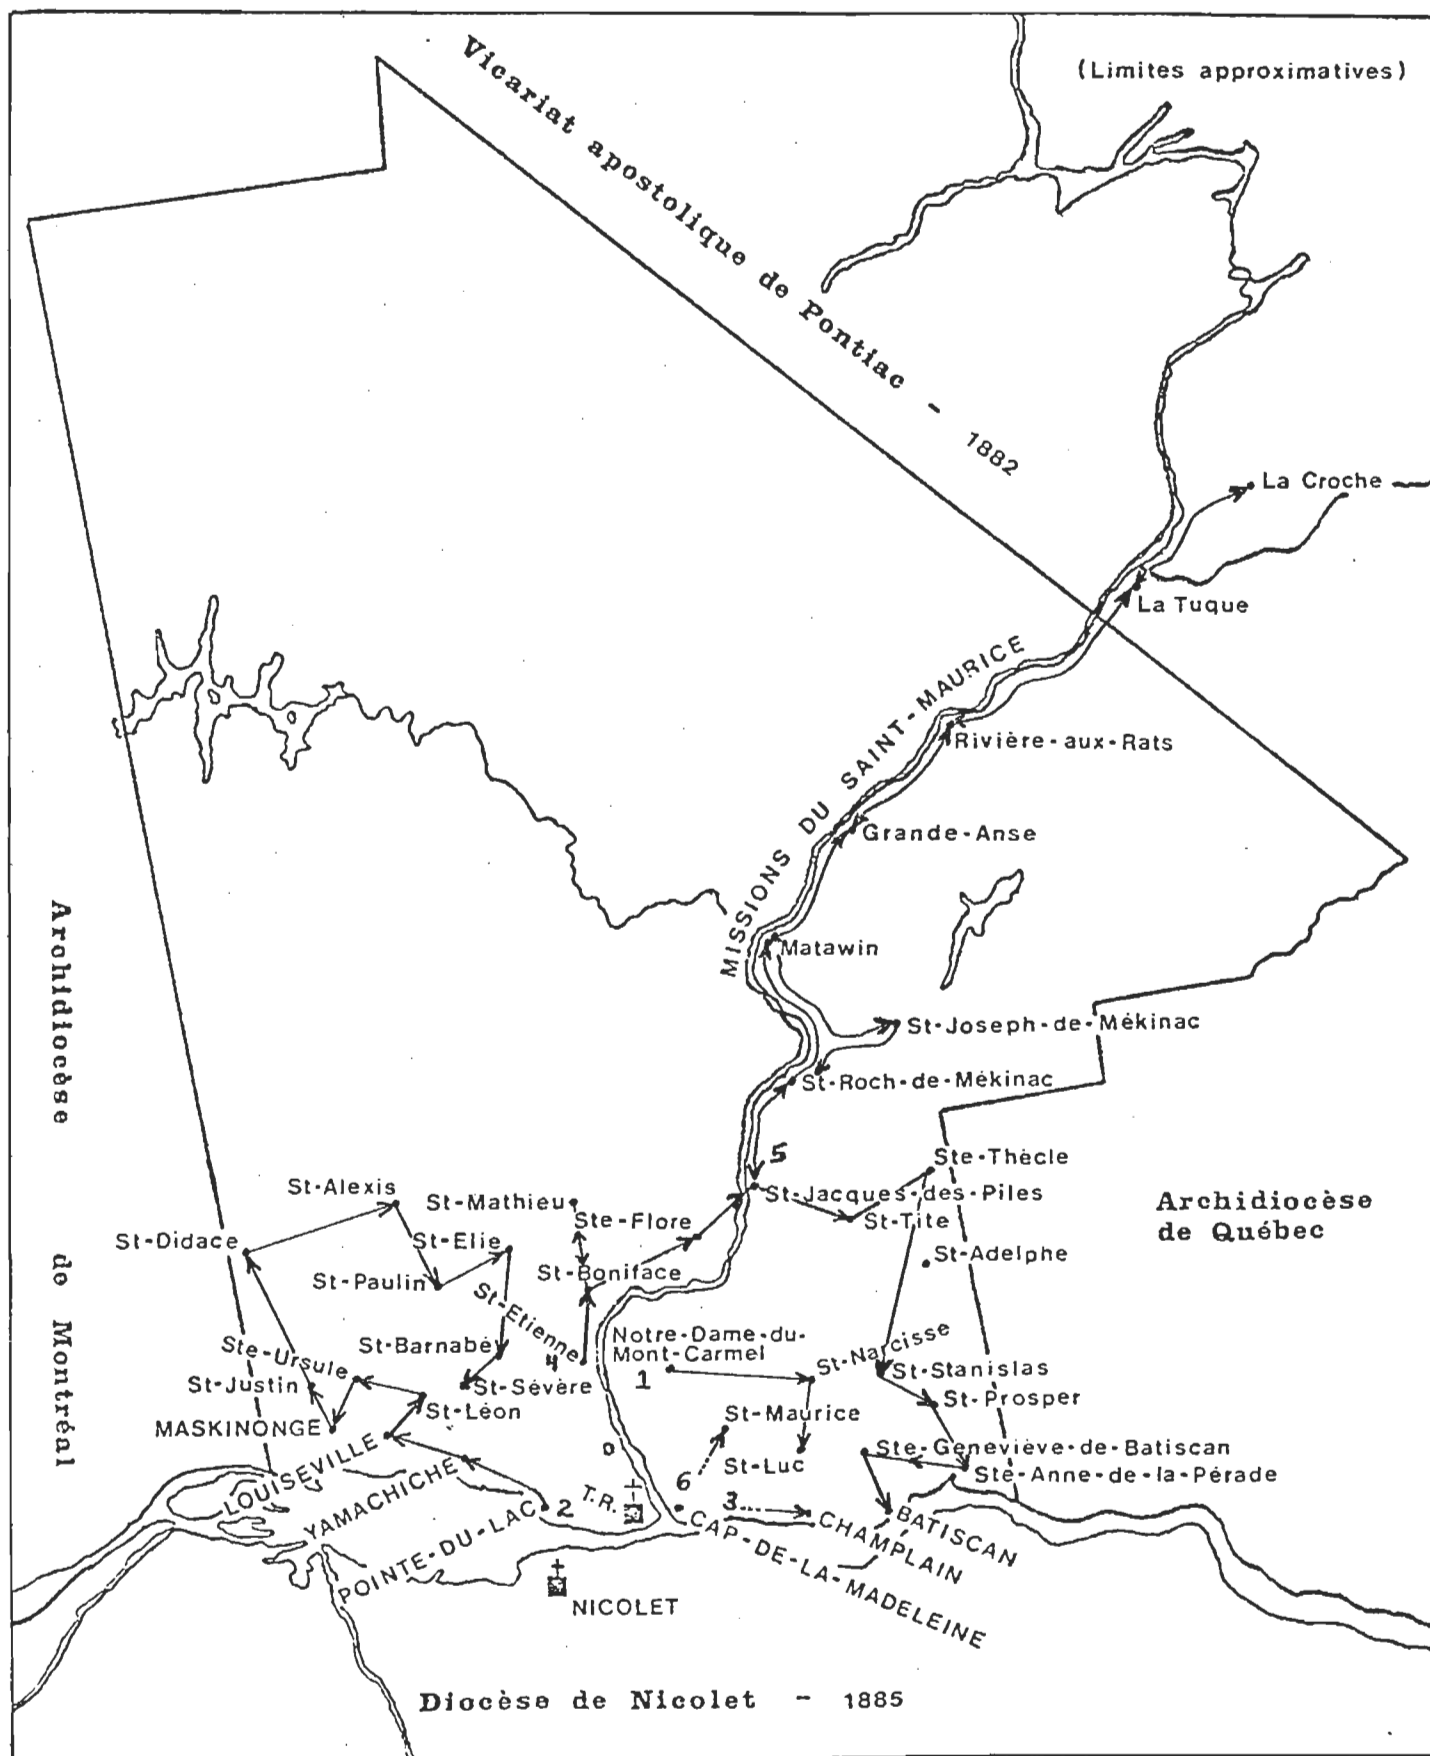 (Limites approximatives)
Vicariat apostolique de Pontiac - 1882
La Croche
La Tuque
MISSIONS DU SAINT-MAURICE
Rivière-aux-Rats
Grande-Anse
Matawin
St-Joseph-de-Mékinac
St-Roch-de-Mékinac
5
Ste-Thècle
St-Jacques-des-Piles
St-Tite
St-Adelphe
Archidiocèse
de Québec
Archidiocèse de Montréal
St-Alexis
St-Mathieu
Ste-Flore
St-Didace
St-Elie
St-Paulin
St-Boniface
St-Etienne
4
St-Barnabé
Ste-Ursule
St-Justin
St-Sévère
St-Léon
MASKINONGE
Notre-Dame-du-
Mont-Carmel
1
St-Narcisse
St-Stanislas
St-Prosper
St-Maurice
St-Luc
Ste-Geneviève-de-Batiscan
Ste-Anne-de-la-Pérade
LOUISEVILLE
YAMACHICHE
POINTE-DU-LAC
2
T.R.
0
6
3
CAP-DE-LA-MADELEINE
CHAMPLAIN
BATISCAN
NICOLET
Diocèse de Nicolet - 1885